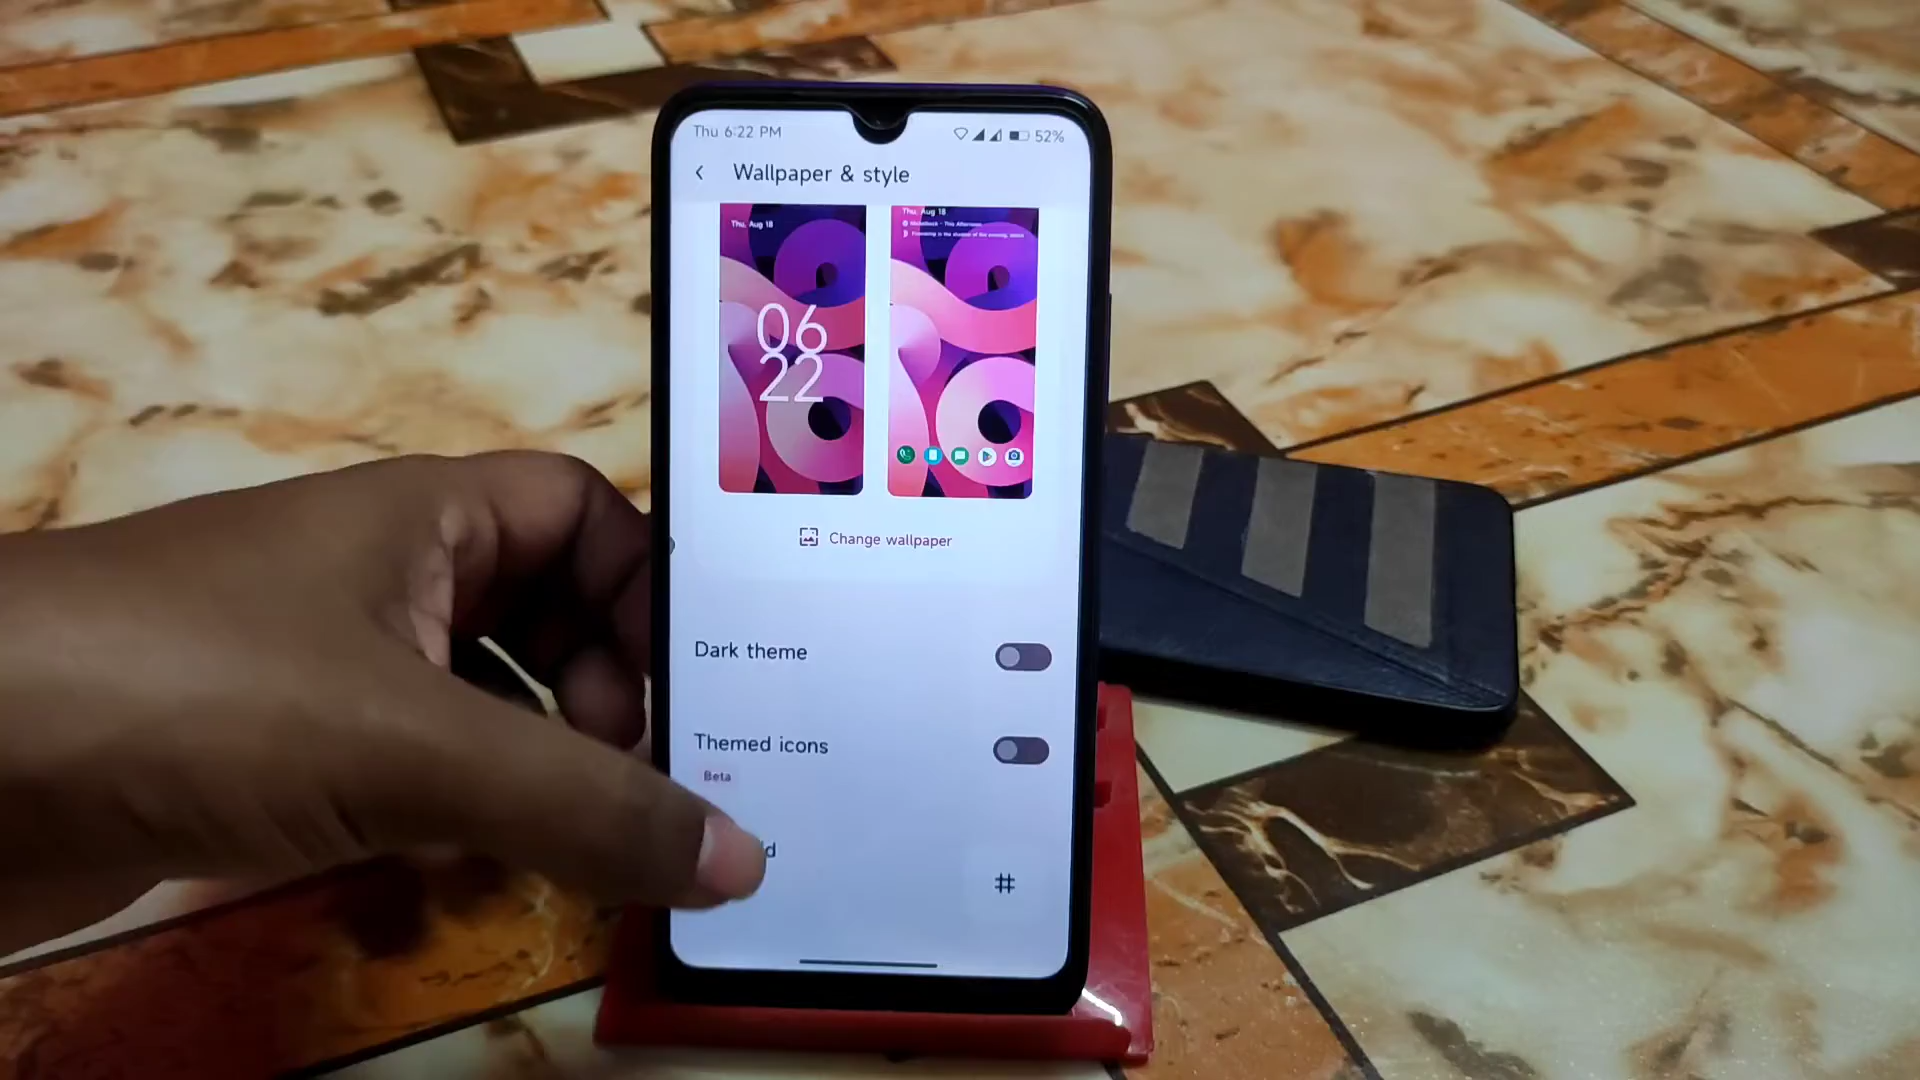 Thu 6:22 PM
52%
Wallpaper & style
Thu, Aug 18
06
22
Thu, Aug 18
Change wallpaper
Dark theme
Themed icons
Beta
#